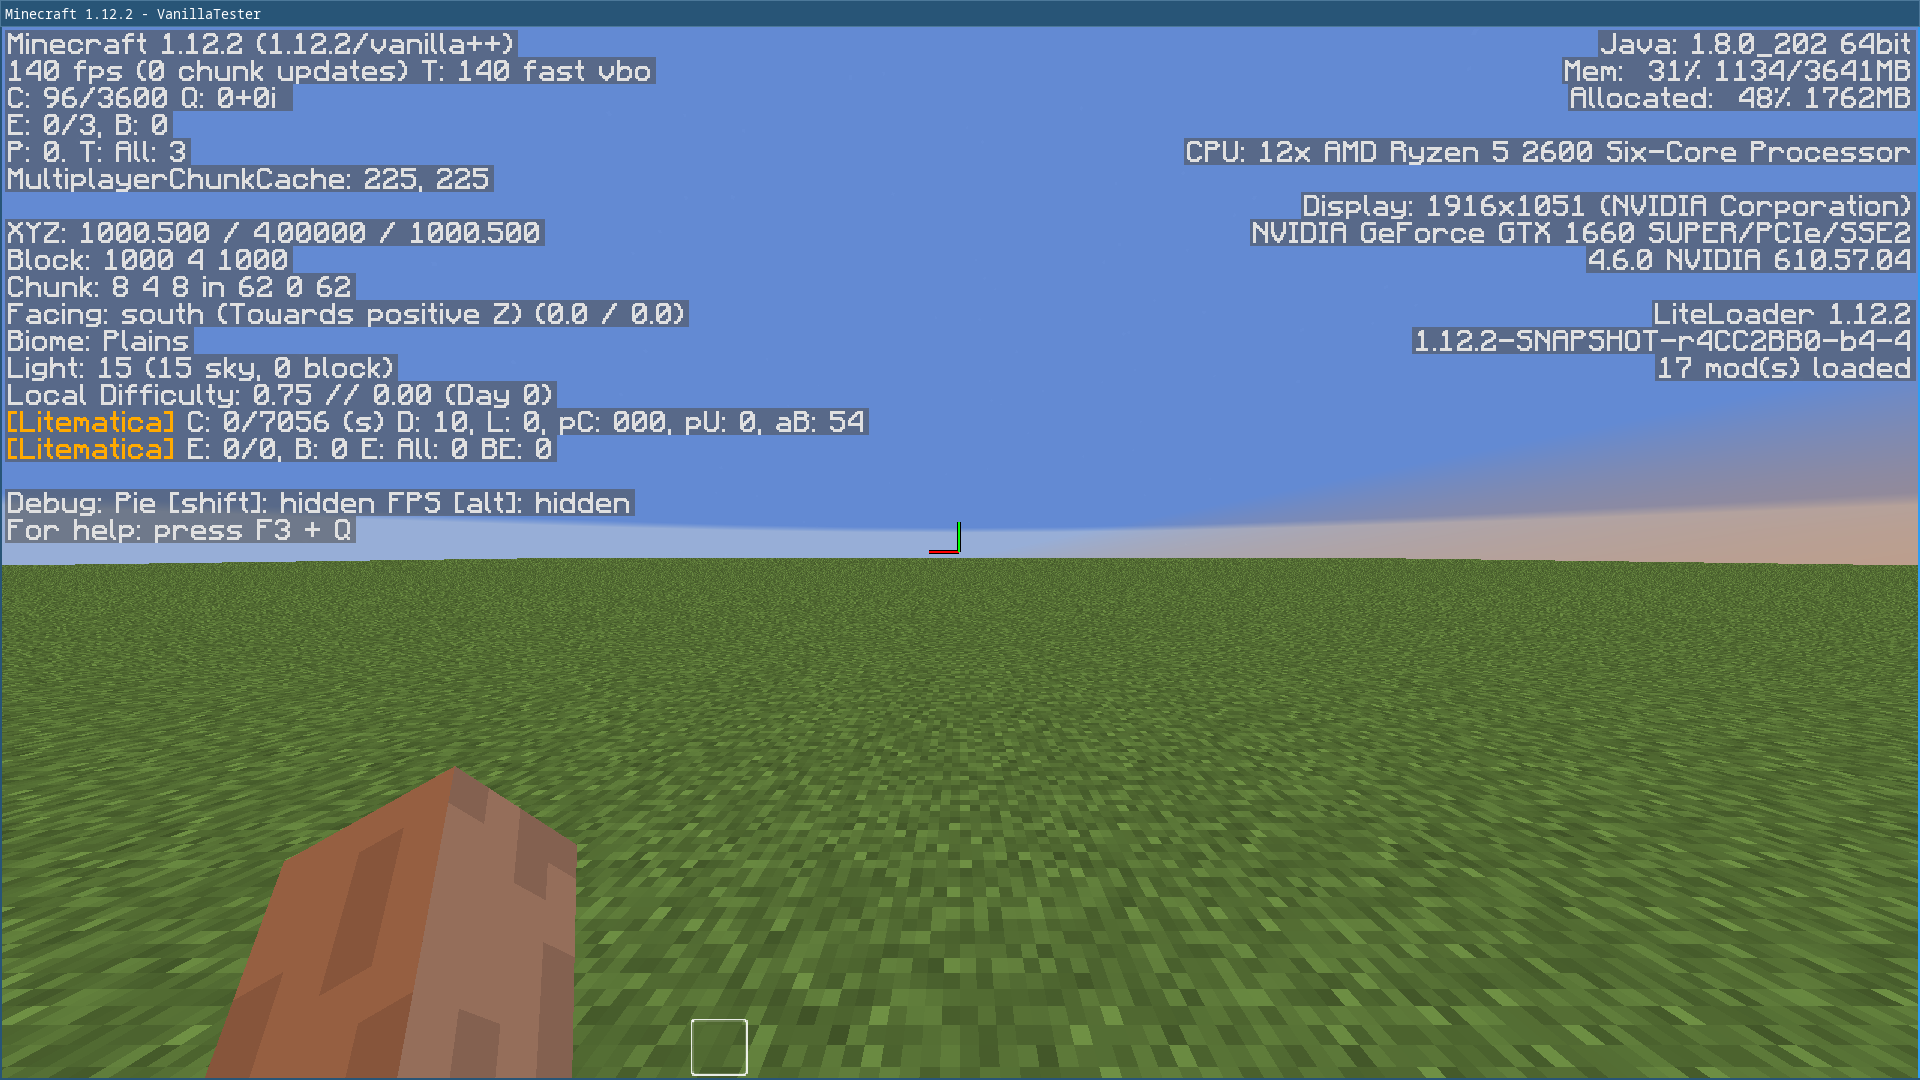 Minecraft 1.12.2 - VanillaTester
Minecraft 1.12.2 (1.12.2/vanilla++)
140 fps (0 chunk updates) T: 140 fast vbo
C: 96/3600 Q: 0+0i
E: 0/3, B: 0
P: 0. T: All: 3
MultiplayerChunkCache: 225, 225
XYZ: 1000.500 / 4.00000 / 1000.500
Block: 1000 4 1000
Chunk: 8 4 8 in 62 0 62
Facing: south (Towards positive Z) (0.0 / 0.0)
Biome: Plains
Light: 15 (15 sky, 0 block)
Local Difficulty: 0.75 // 0.00 (Day 0)
[Litematica] C: 0/7056 (s) D: 10, L: 0, pC: 000, pU: 0, aB: 54
[Litematica] E: 0/0, B: 0 E: All: 0 BE: 0
Debug: Pie [shift]: hidden FPS [alt]: hidden
For help: press F3 + Q
Java: 1.8.0_202 64bit
Mem: 31% 1134/3641MB
Allocated: 48% 1762MB
CPU: 12x AMD Ryzen 5 2600 Six-Core Processor
Display: 1916x1051 (NVIDIA Corporation)
NVIDIA GeForce GTX 1660 SUPER/PCIe/SSE2
4.6.0 NVIDIA 610.57.04
LiteLoader 1.12.2
1.12.2-SNAPSHOT-r4CC2BB0-b4-4
17 mod(s) loaded